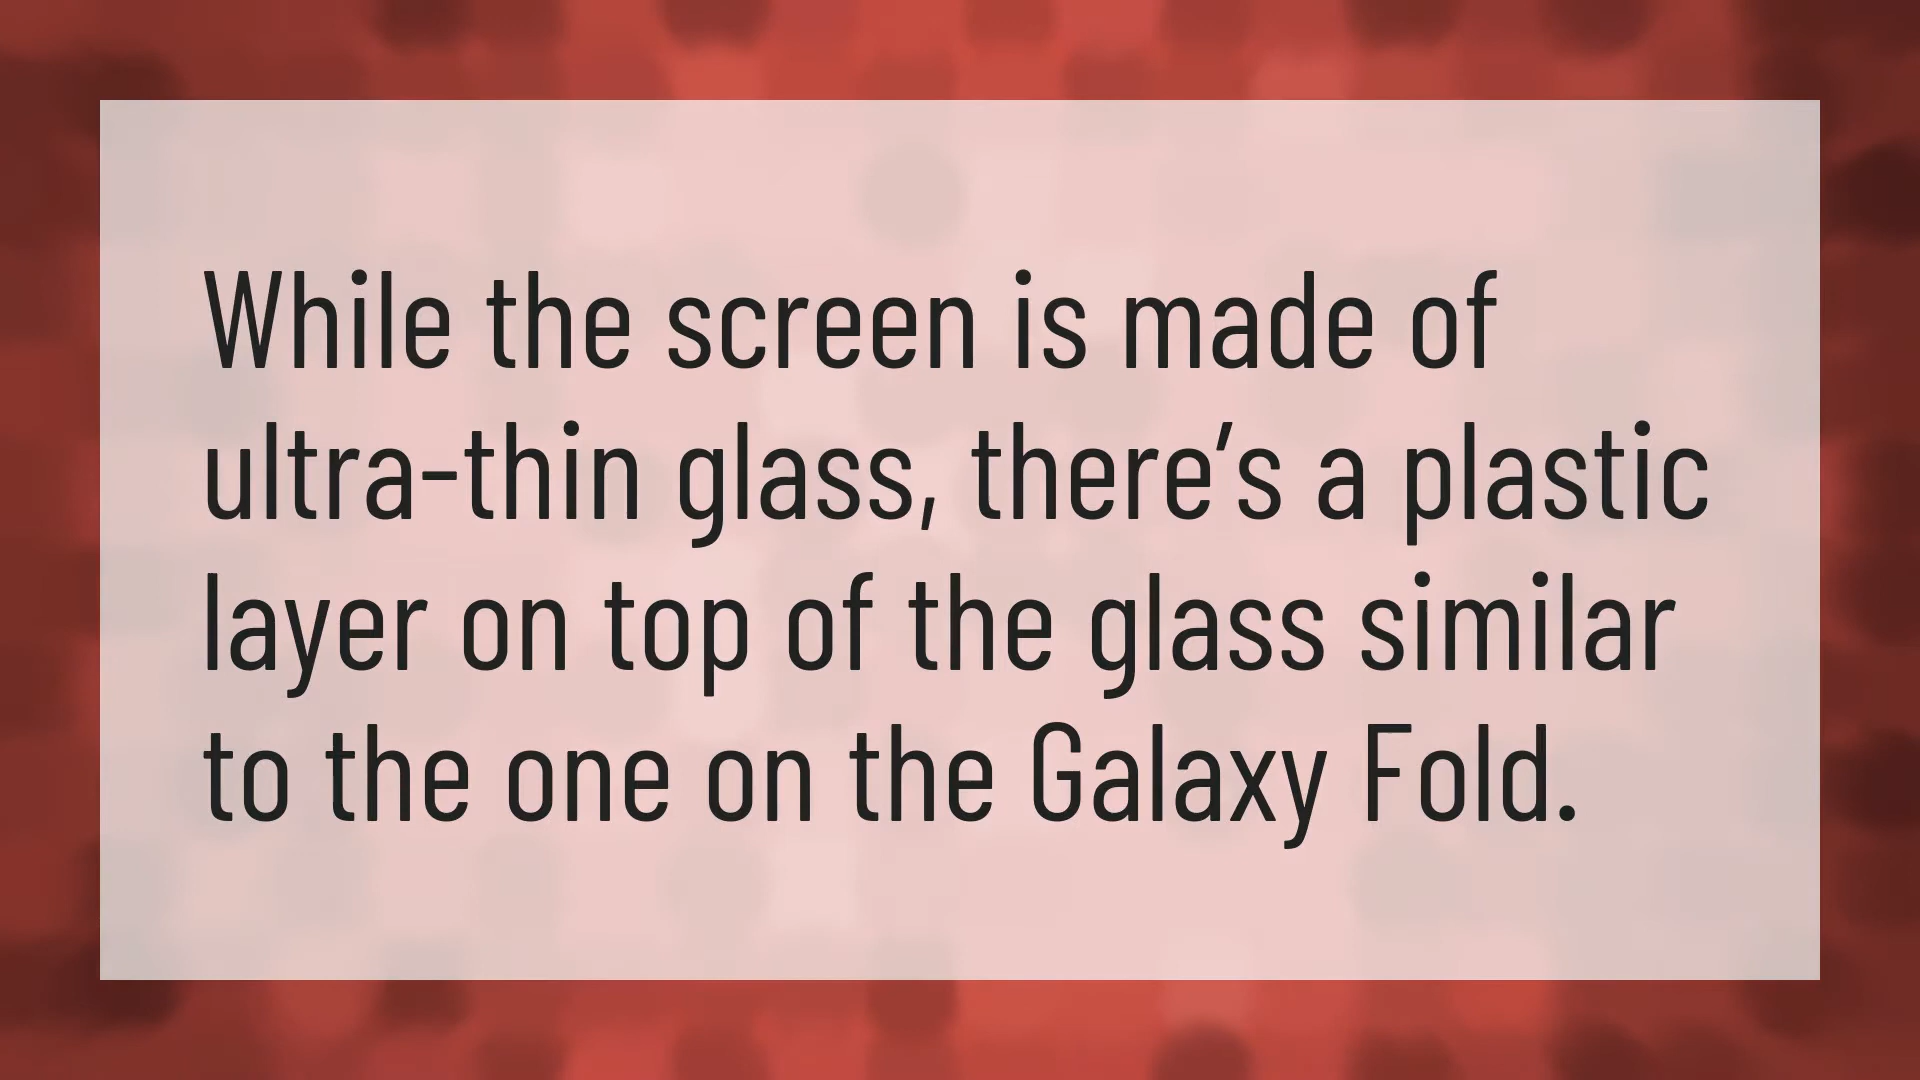 While the screen is made of
ultra-thin glass, there’s a plastic
layer on top of the glass similar
to the one on the Galaxy Fold.